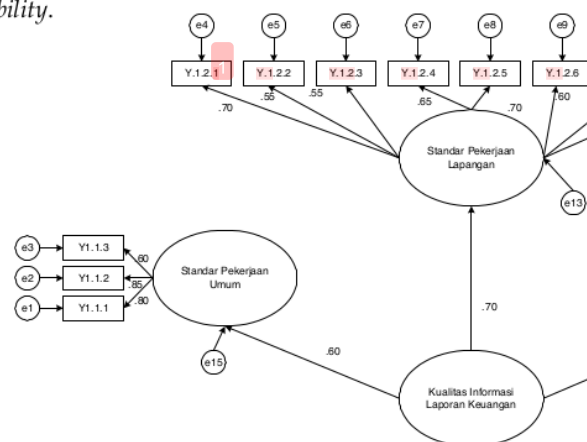 bility.
e4 e5 e6 e7 e8 e9
Y.1.2.1 Y.1.2.2 Y.1.2.3 Y.1.2.4 Y.1.2.5 Y.1.2.6
.70 .55 .55 .65 .70 .60
Standar Pekerjaan
Lapangan
e13
e3 Y1.1.3 .60
e2 Y1.1.2 .85
e1 Y1.1.1 .80
Standar Pekerjaan
Umum
e15
.60
.70
Kualitas Informasi
Laporan Keuangan